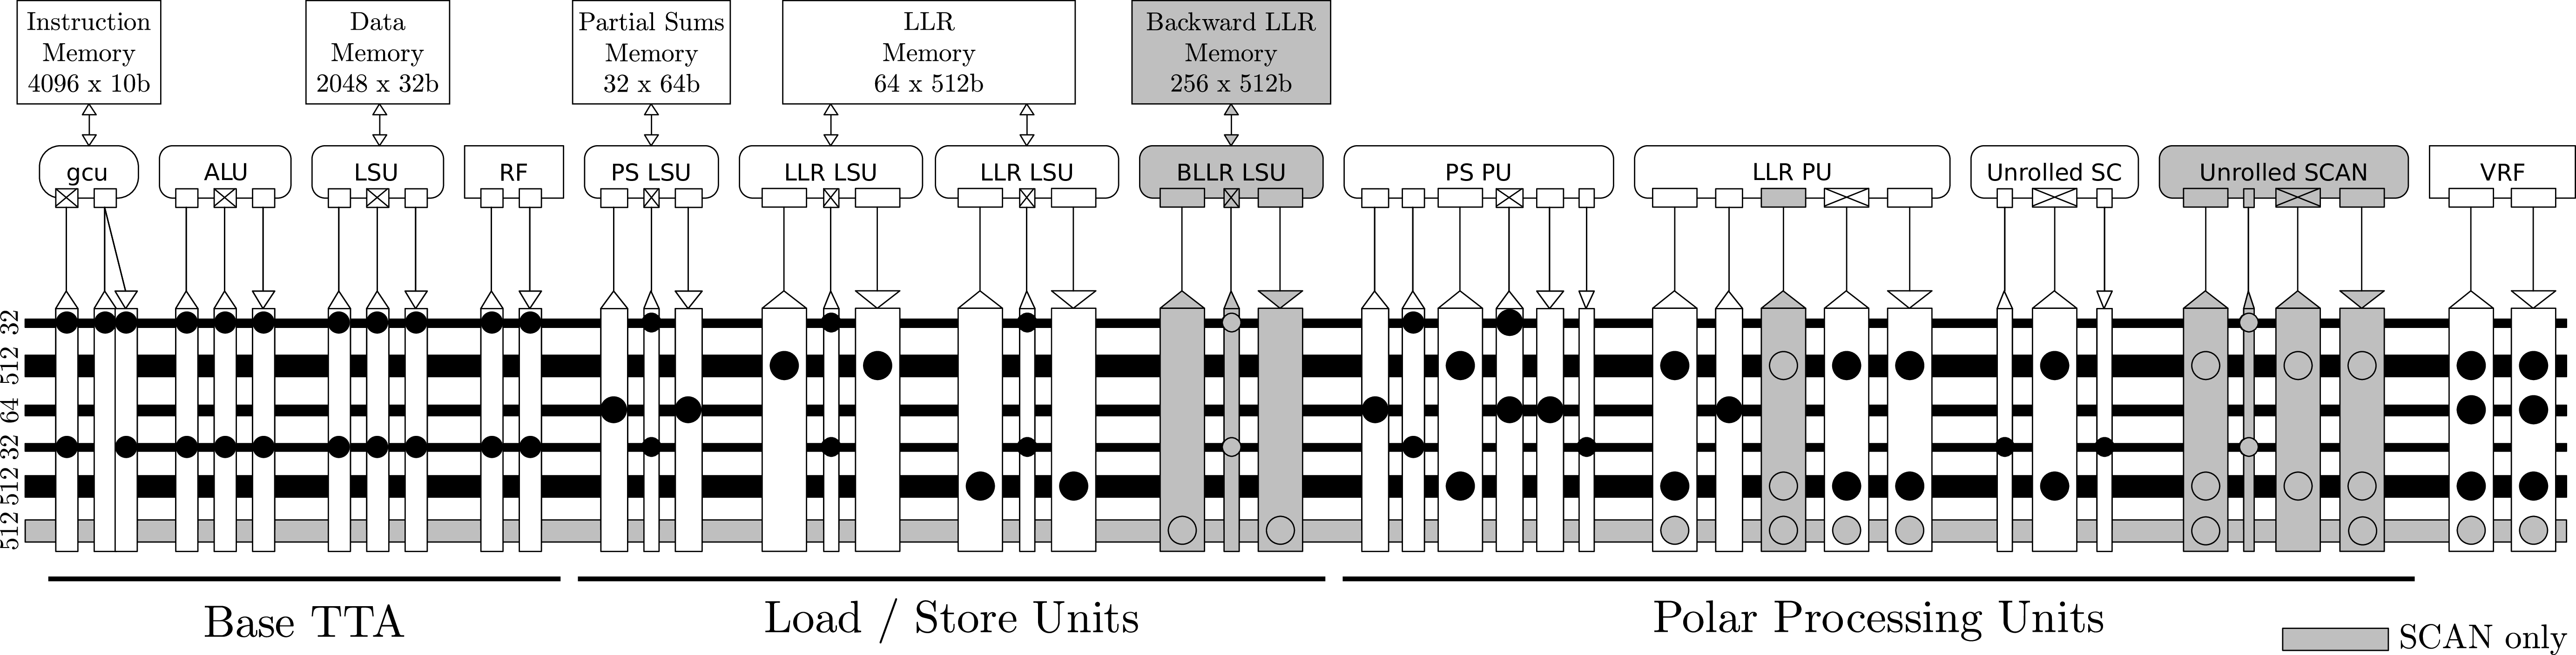 Instruction
Memory
4096 x 10b
Data
Memory
2048 x 32b
Partial Sums
Memory
32 x 64b
LLR
Memory
64 x 512b
Backward LLR
Memory
256 x 512b
gcu
ALU
LSU
RF
PS LSU
LLR LSU
LLR LSU
BLLR LSU
PS PU
LLR PU
Unrolled SC
Unrolled SCAN
VRF
32
512
64
32
512
512
Base TTA
Load / Store Units
Polar Processing Units
SCAN only